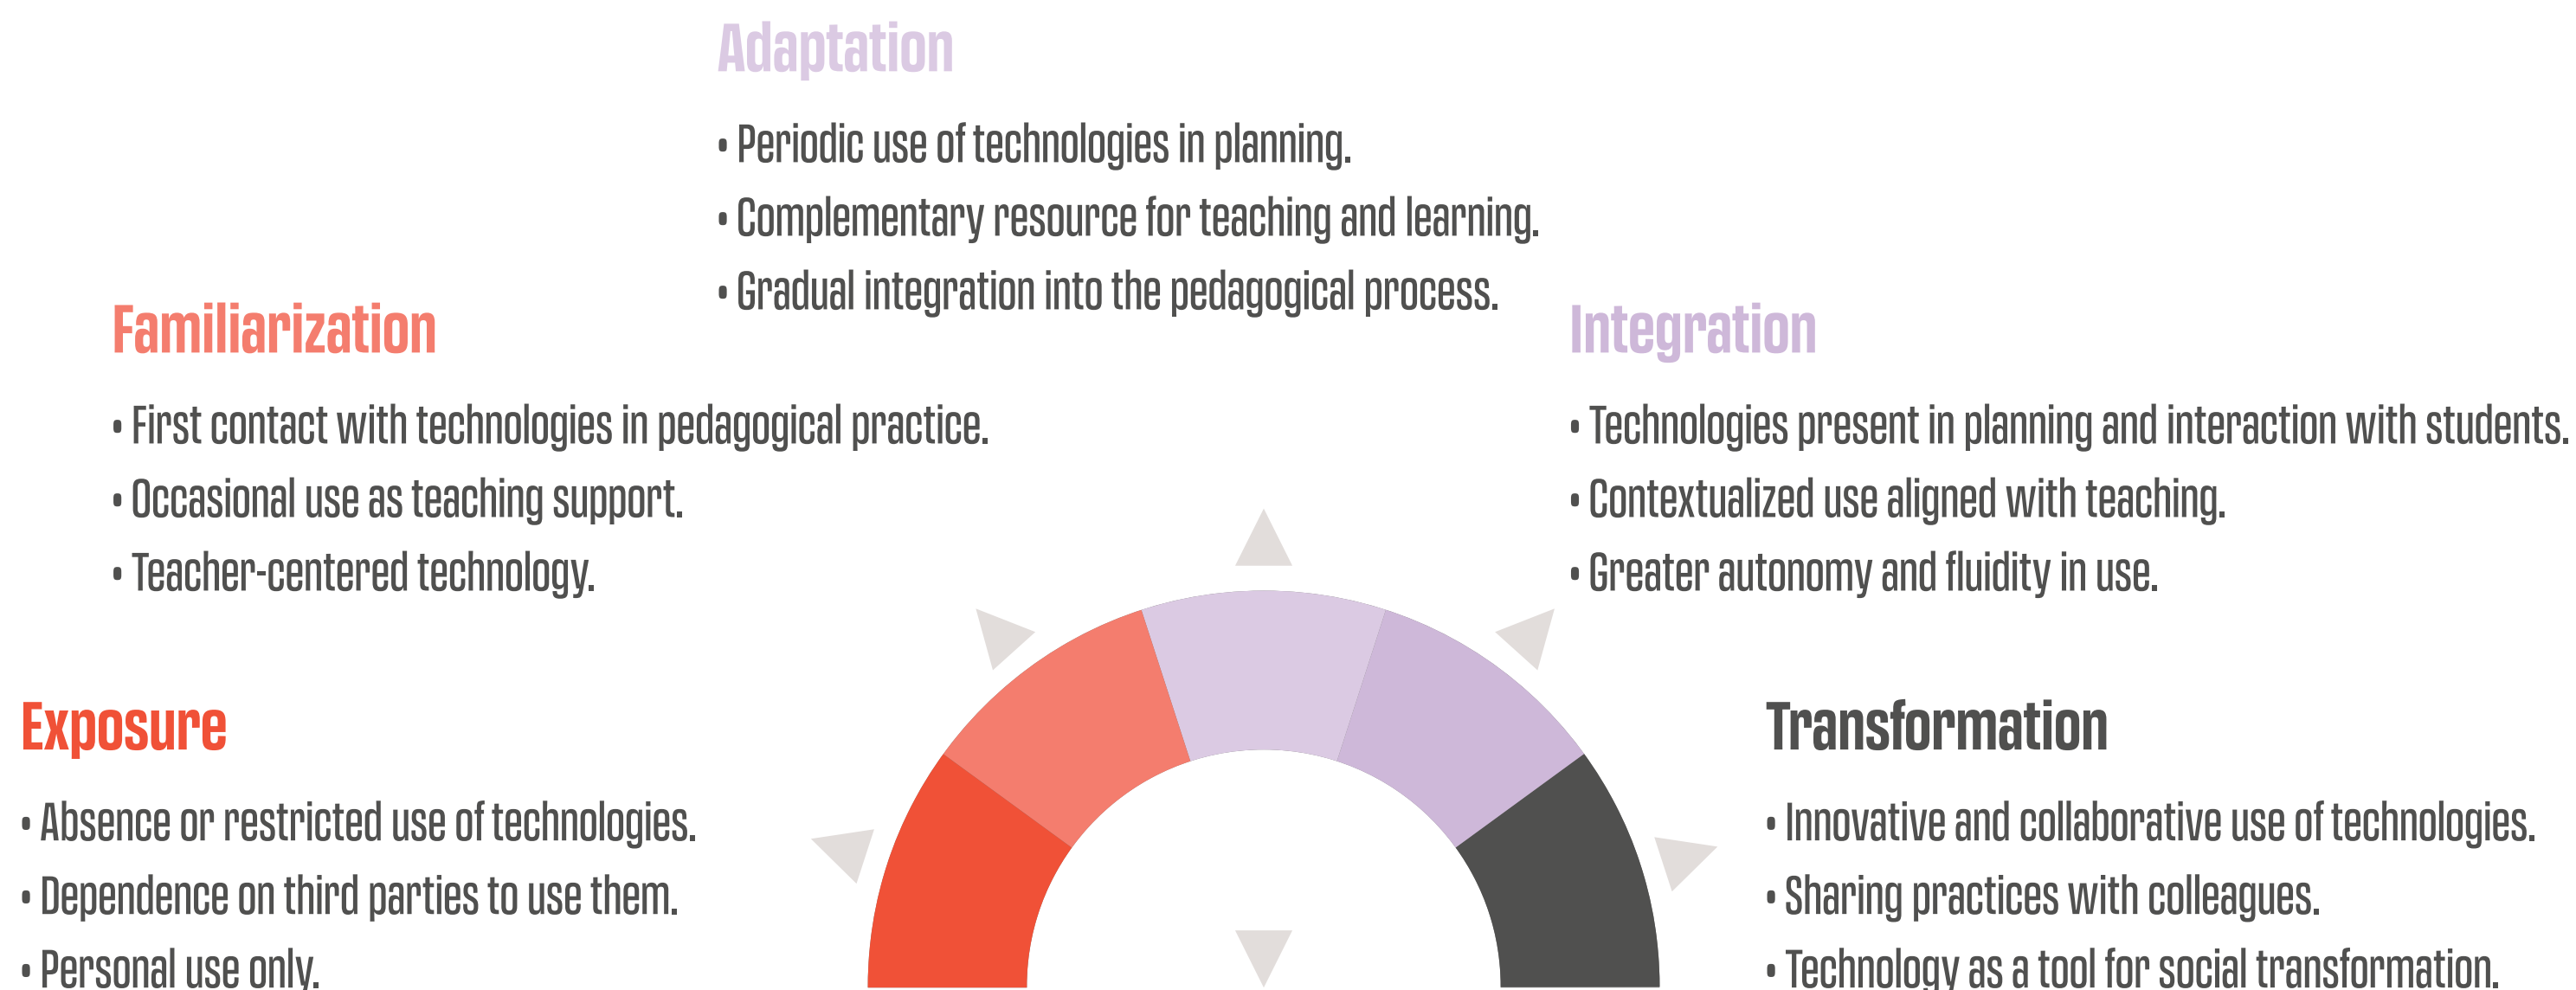 Adaptation
• Periodic use of technologies in planning.
• Complementary resource for teaching and learning.
• Gradual integration into the pedagogical process.
Familiarization
• First contact with technologies in pedagogical practice.
• Occasional use as teaching support.
• Teacher-centered technology.
Integration
• Technologies present in planning and interaction with students.
• Contextualized use aligned with teaching.
• Greater autonomy and fluidity in use.
Exposure
• Absence or restricted use of technologies.
• Dependence on third parties to use them.
• Personal use only.
Transformation
• Innovative and collaborative use of technologies.
• Sharing practices with colleagues.
• Technology as a tool for social transformation.